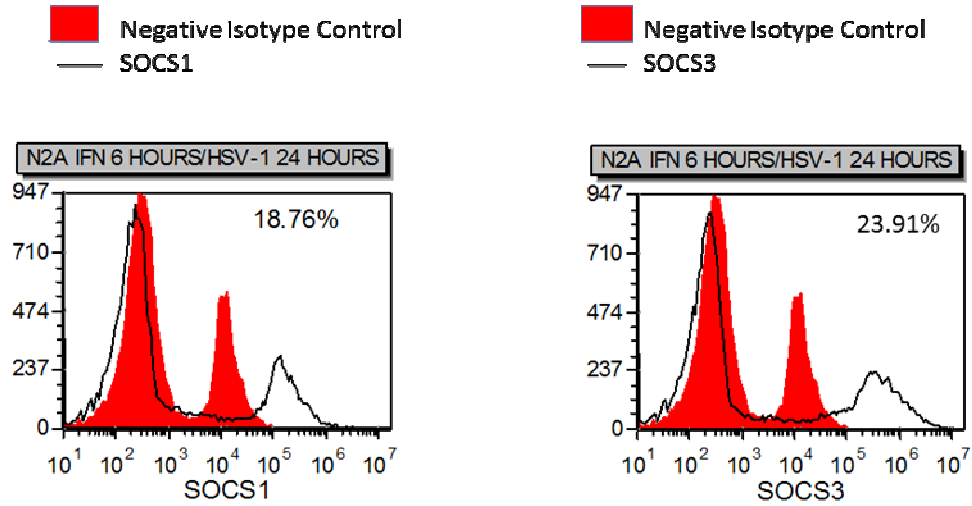 Negative Isotype Control
SOCS1
N2A IFN 6 HOURS/HSV-1 24 HOURS
947
710
474
237
0
18.76%
10^1 10^2 10^3 10^4 10^5 10^6 10^7
SOCS1
Negative Isotype Control
SOCS3
N2A IFN 6 HOURS/HSV-1 24 HOURS
947
710
474
237
0
23.91%
10^1 10^2 10^3 10^4 10^5 10^6 10^7
SOCS3